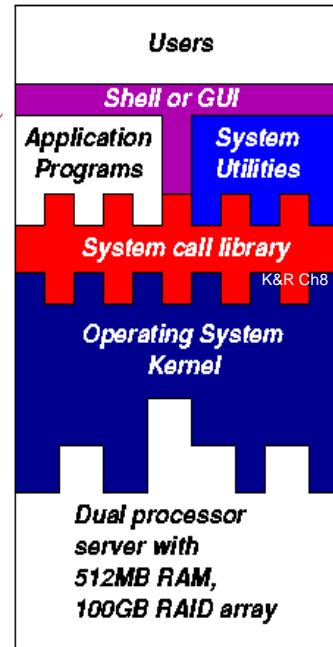 Users
Shell or GUI
Application
Programs
System
Utilities
System call library
K&R Ch8
Operating System
Kernel
Dual processor
server with
512MB RAM,
100GB RAID array